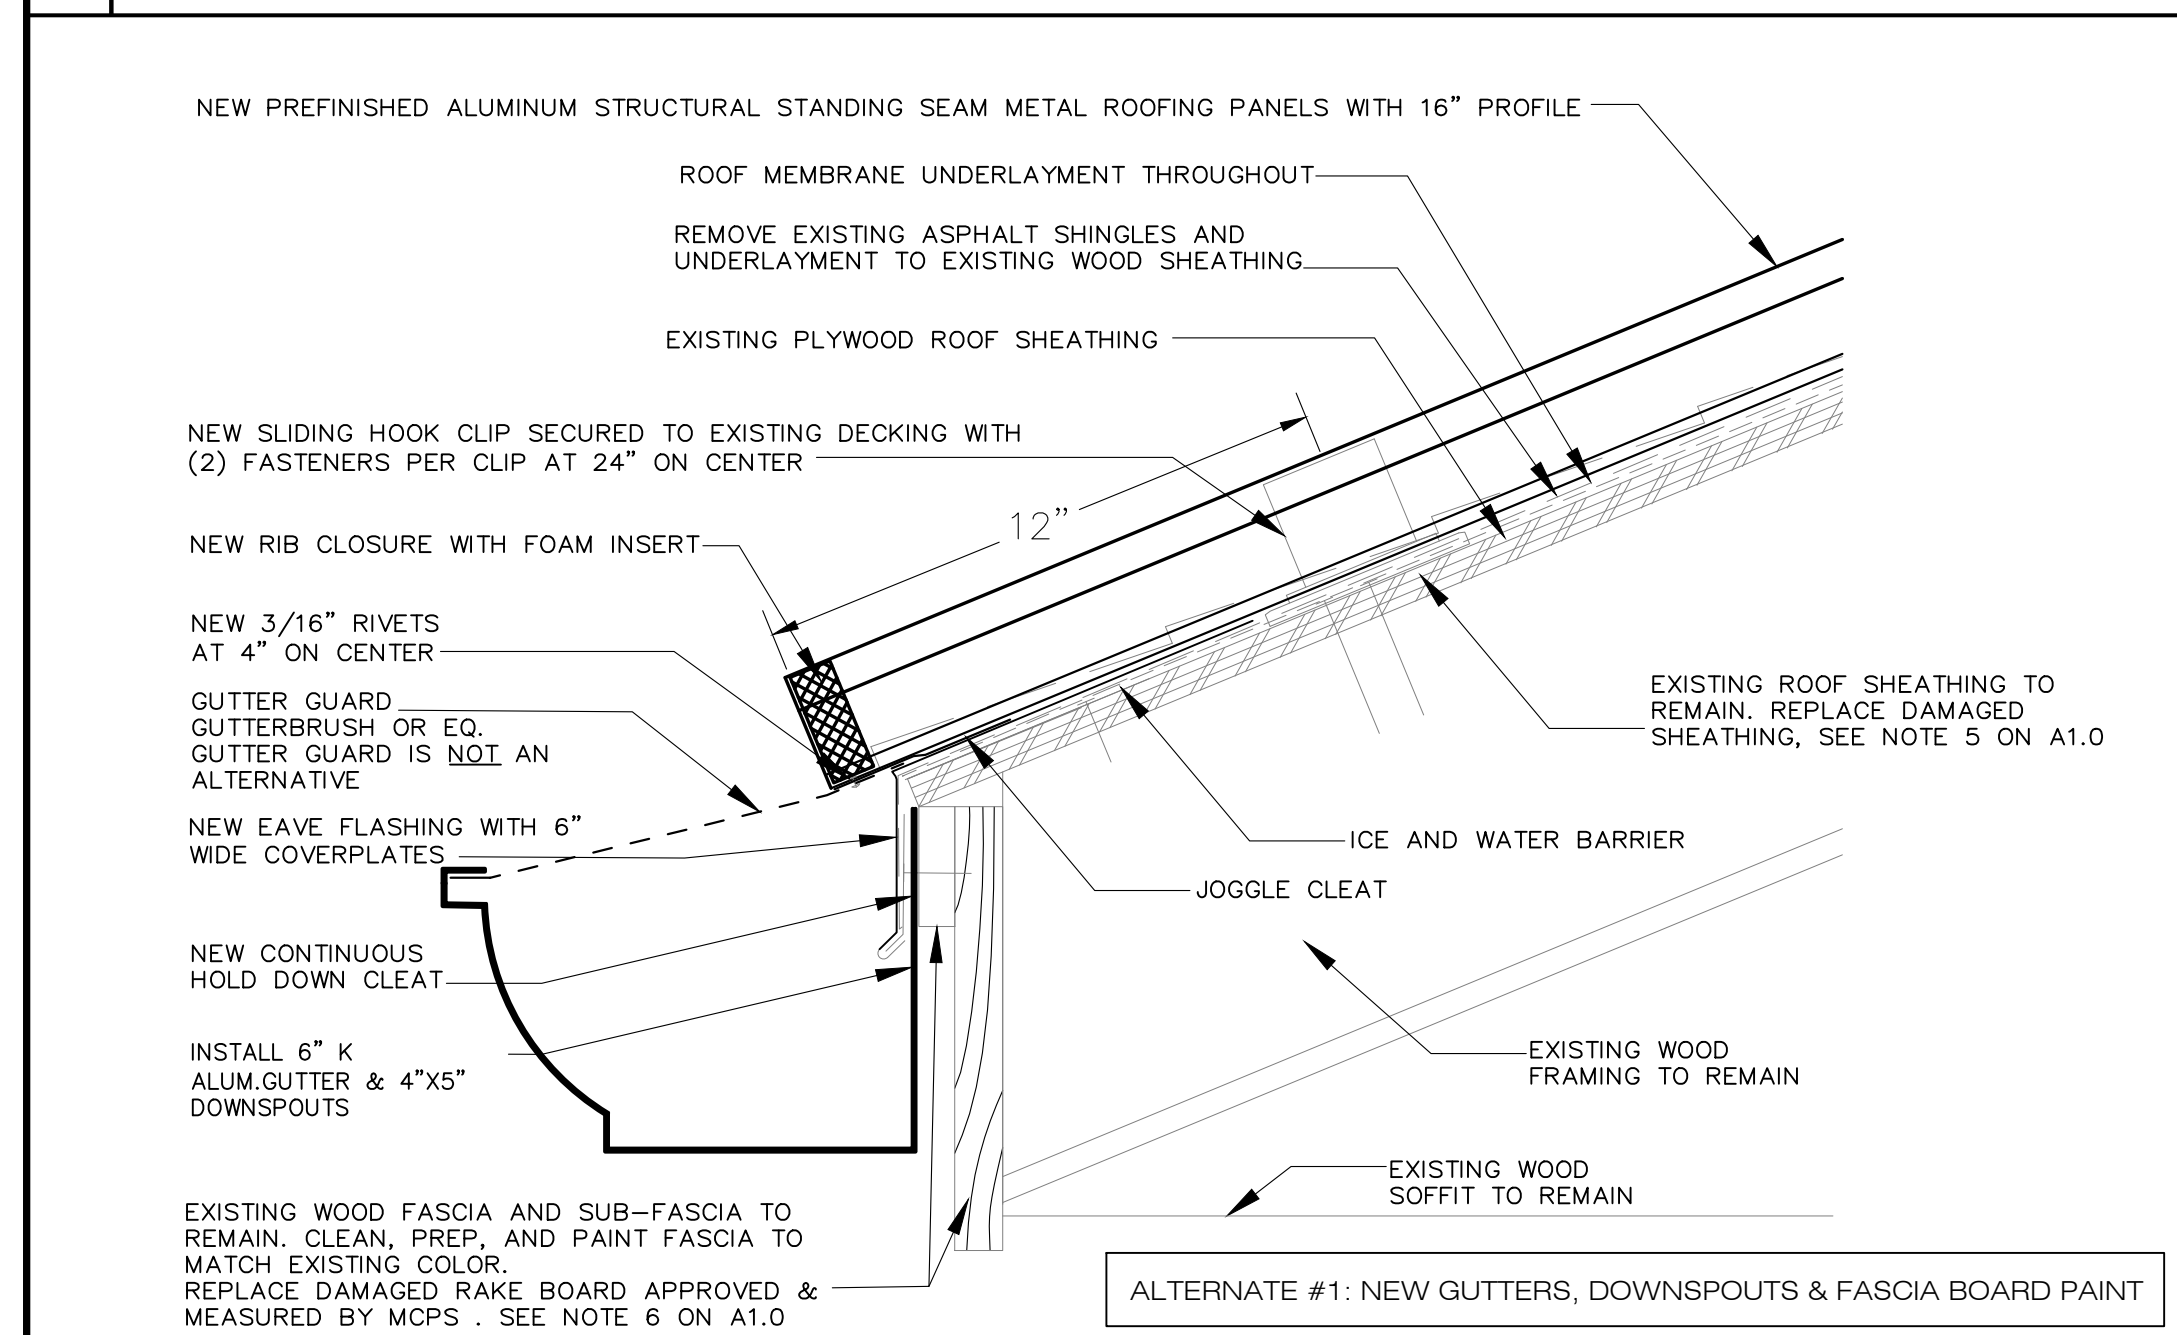 NEW PREFINISHED ALUMINUM STRUCTURAL STANDING SEAM METAL ROOFING PANELS WITH 16” PROFILE
ROOF MEMBRANE UNDERLAYMENT THROUGHOUT
REMOVE EXISTING ASPHALT SHINGLES AND
UNDERLAYMENT TO EXISTING WOOD SHEATHING
EXISTING PLYWOOD ROOF SHEATHING
NEW SLIDING HOOK CLIP SECURED TO EXISTING DECKING WITH
(2) FASTENERS PER CLIP AT 24” ON CENTER
12”
NEW RIB CLOSURE WITH FOAM INSERT
NEW 3/16” RIVETS
AT 4” ON CENTER
GUTTER GUARD
GUTTERBRUSH OR EQ.
GUTTER GUARD IS NOT AN
ALTERNATIVE
NEW EAVE FLASHING WITH 6”
WIDE COVERPLATES
NEW CONTINUOUS
HOLD DOWN CLEAT
INSTALL 6” K
ALUM.GUTTER & 4”X5”
DOWNSPOUTS
EXISTING WOOD FASCIA AND SUB-FASCIA TO
REMAIN. CLEAN, PREP, AND PAINT FASCIA TO
MATCH EXISTING COLOR.
REPLACE DAMAGED RAKE BOARD APPROVED &
MEASURED BY MCPS . SEE NOTE 6 ON A1.0
EXISTING ROOF SHEATHING TO
REMAIN. REPLACE DAMAGED
SHEATHING, SEE NOTE 5 ON A1.0
ICE AND WATER BARRIER
JOGGLE CLEAT
EXISTING WOOD
FRAMING TO REMAIN
EXISTING WOOD
SOFFIT TO REMAIN
ALTERNATE #1: NEW GUTTERS, DOWNSPOUTS & FASCIA BOARD PAINT